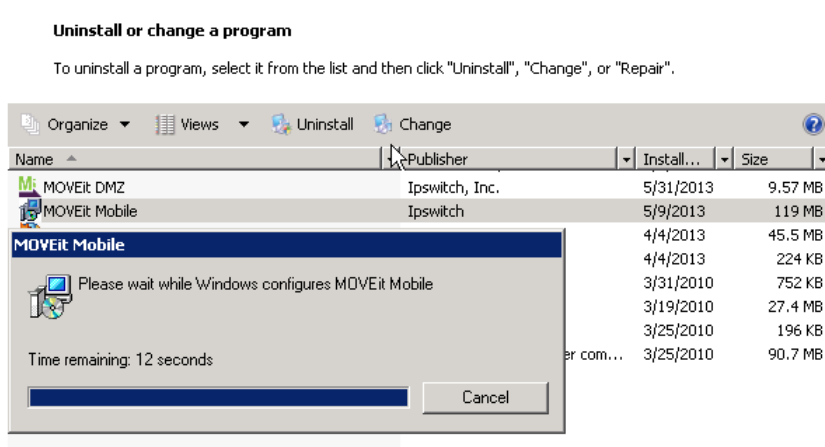 Uninstall or change a program
To uninstall a program, select it from the list and then click "Uninstall", "Change", or "Repair".
Organize Views Uninstall Change
Name Publisher Install... Size
MOVEit DMZ Ipswitch, Inc. 5/31/2013 9.57 MB
MOVEit Mobile Ipswitch 5/9/2013 119 MB
4/4/2013 45.5 MB
4/4/2013 224 KB
3/31/2010 752 KB
3/19/2010 27.4 MB
3/25/2010 196 KB
er com... 3/25/2010 90.7 MB
MOVEit Mobile
Please wait while Windows configures MOVEit Mobile
Time remaining: 12 seconds
Cancel